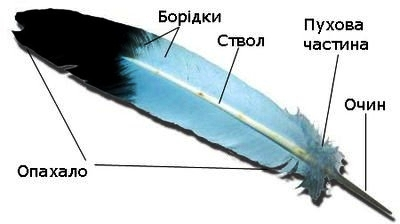 Борідки
Ствол
Пухова
частина
Очин
Опахало